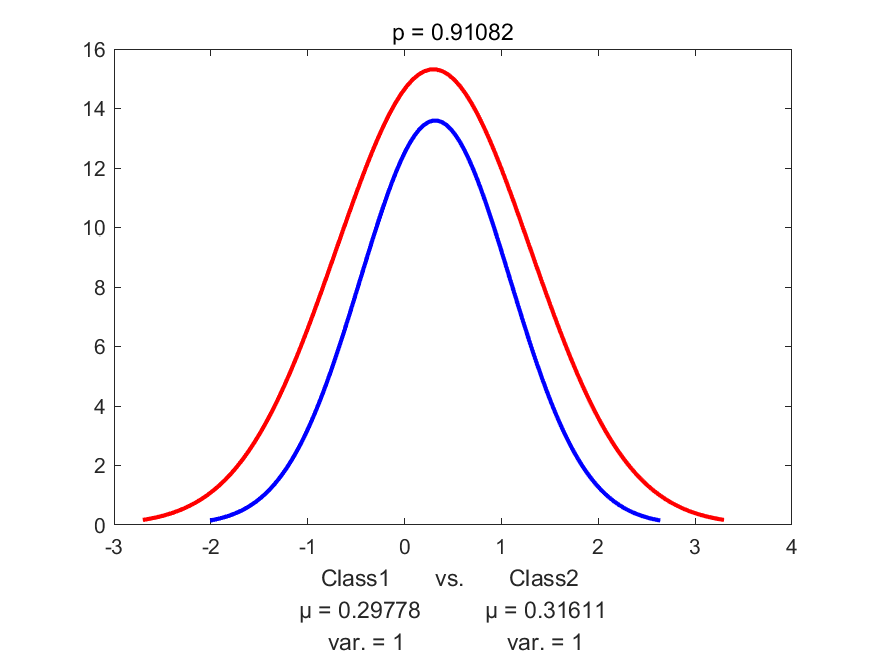 p = 0.91082
16
14
12
10
8
6
4
2
0
-3 -2 -1 0 1 2 3 4
Class1 vs. Class2
μ = 0.29778 μ = 0.31611
var. = 1 var. = 1